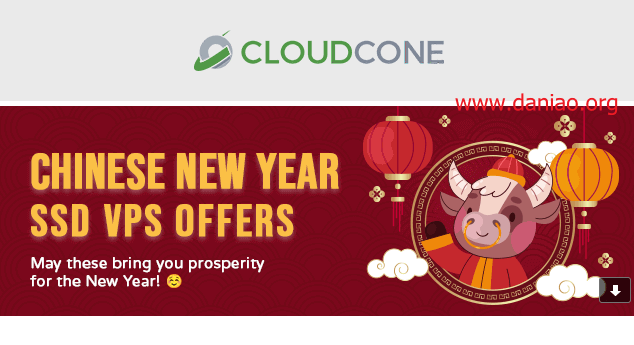 CLOUDCONE
www.daniao.org
CHINESE NEW YEAR
SSD VPS OFFERS
May these bring you prosperity
for the New Year! 😊